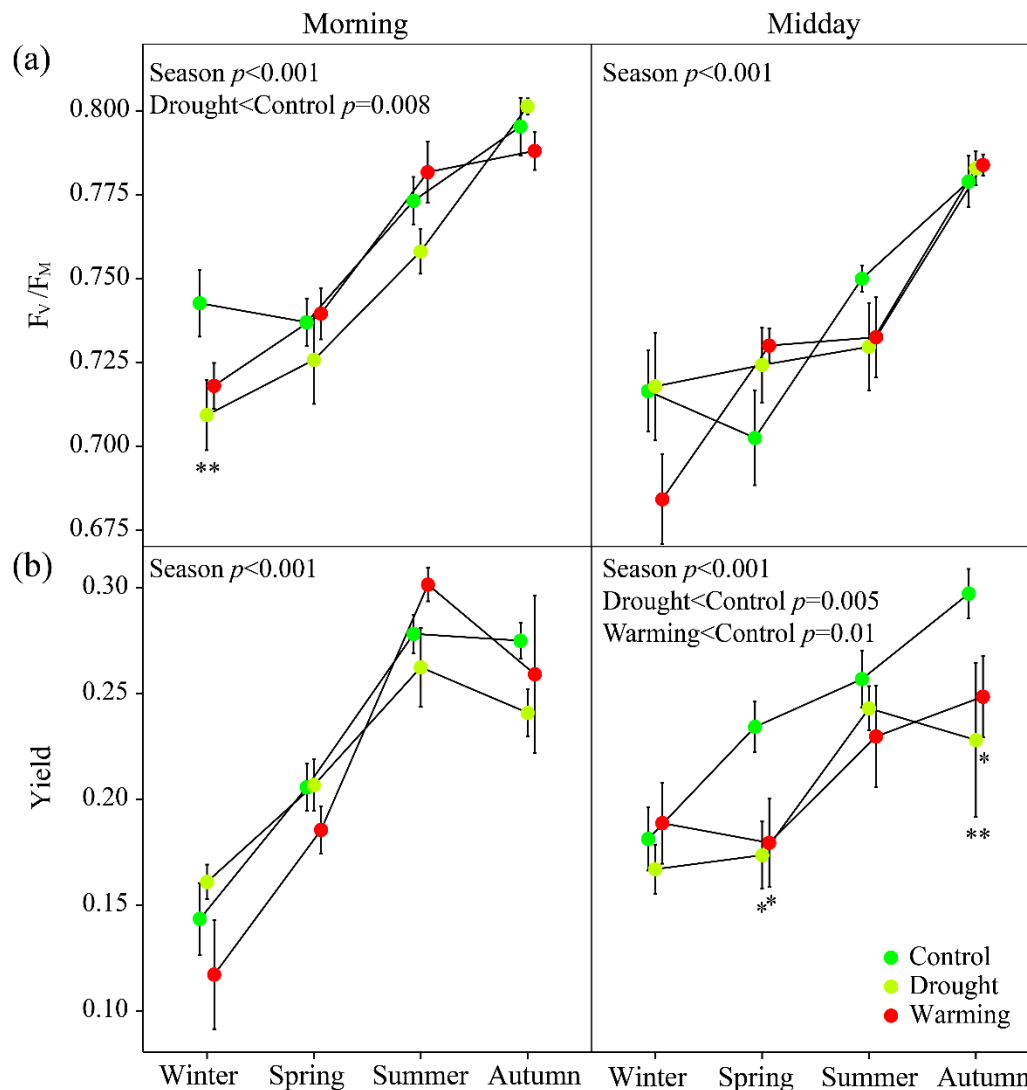 Morning
Midday
(a)
Season p<0.001
Drought<Control p=0.008
Season p<0.001
0.800
0.775
0.750
0.725
0.700
0.675
FV/FM
**
(b)
Season p<0.001
Season p<0.001
Drought<Control p=0.005
Warming<Control p=0.01
0.30
0.25
0.20
0.15
0.10
Yield
*
**
* *
Control
Drought
Warming
Winter Spring Summer Autumn
Winter Spring Summer Autumn